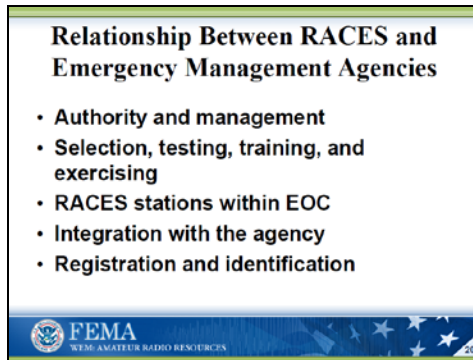 Relationship Between RACES and
Emergency Management Agencies
• Authority and management
• Selection, testing, training, and
exercising
• RACES stations within EOC
• Integration with the agency
• Registration and identification
FEMA
WEM: AMATEUR RADIO RESOURCES